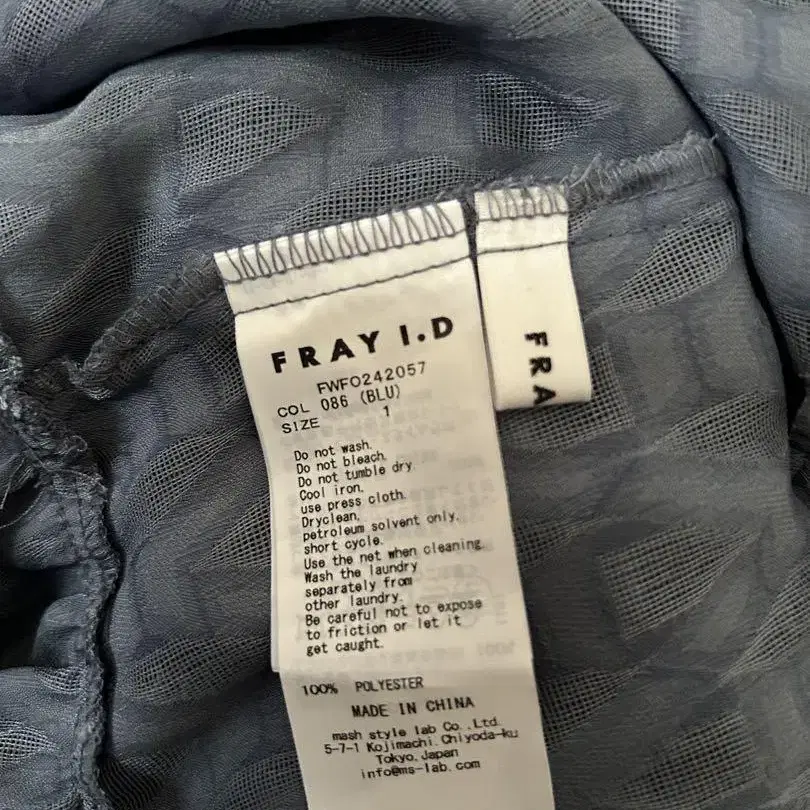 FRAY I.D
FWFO242057
COL 086 (BLU)
SIZE 1
Do not wash.
Do not bleach.
Do not tumble dry.
Cool iron.
use press cloth.
Dryclean.
petroleum solvent only.
short cycle.
Use the net when cleaning.
Wash the laundry
separately from
other laundry.
Be careful not to expose
to friction or let it
get caught.
100% POLYESTER
MADE IN CHINA
mash style lab Co.,Ltd.
5-7-1 Kojimachi.Chiyoda-ku
Tokyo.Japan
info@ms-lab.com
FRA